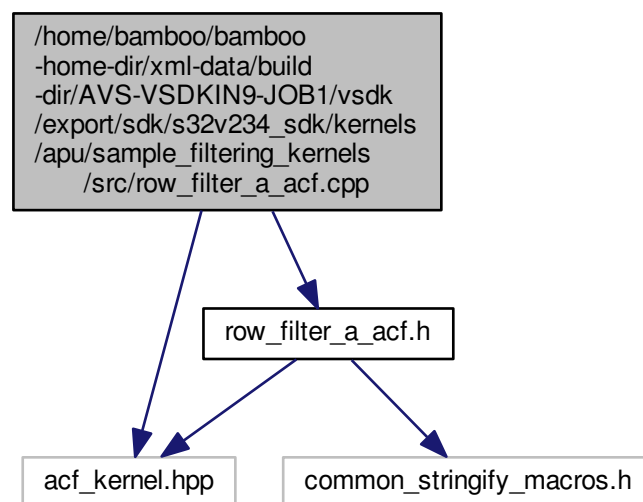 /home/bamboo/bamboo
-home-dir/xml-data/build
-dir/AVS-VSDKIN9-JOB1/vsdk
/export/sdk/s32v234_sdk/kernels
/apu/sample_filtering_kernels
/src/row_filter_a_acf.cpp
row_filter_a_acf.h
acf_kernel.hpp
common_stringify_macros.h